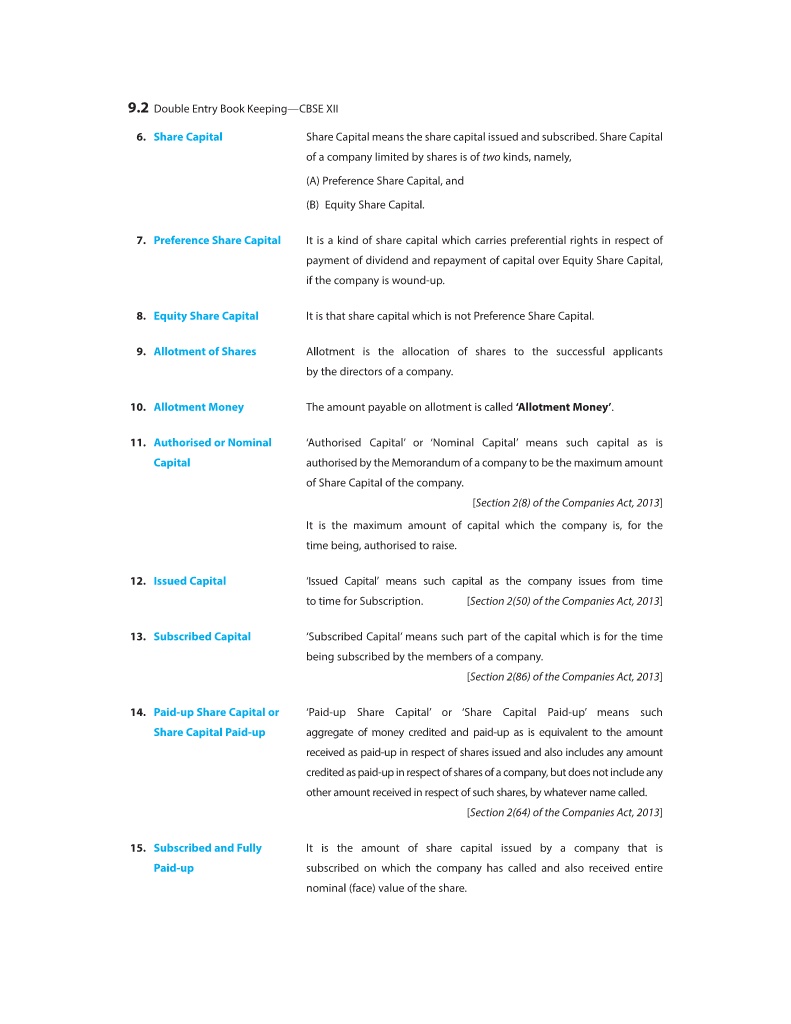 9.2 Double Entry Book Keeping—CBSE XII
6. Share Capital
Share Capital means the share capital issued and subscribed. Share Capital
of a company limited by shares is of two kinds, namely,
(A) Preference Share Capital, and
(B) Equity Share Capital.
7. Preference Share Capital
It is a kind of share capital which carries preferential rights in respect of
payment of dividend and repayment of capital over Equity Share Capital,
if the company is wound-up.
8. Equity Share Capital
It is that share capital which is not Preference Share Capital.
9. Allotment of Shares
Allotment is the allocation of shares to the successful applicants
by the directors of a company.
10. Allotment Money
The amount payable on allotment is called ‘Allotment Money’.
11. Authorised or Nominal
Capital
‘Authorised Capital’ or ‘Nominal Capital’ means such capital as is
authorised by the Memorandum of a company to be the maximum amount
of Share Capital of the company.
[Section 2(8) of the Companies Act, 2013]
It is the maximum amount of capital which the company is, for the
time being, authorised to raise.
12. Issued Capital
‘Issued Capital’ means such capital as the company issues from time
to time for Subscription. [Section 2(50) of the Companies Act, 2013]
13. Subscribed Capital
‘Subscribed Capital’ means such part of the capital which is for the time
being subscribed by the members of a company.
[Section 2(86) of the Companies Act, 2013]
14. Paid-up Share Capital or
Share Capital Paid-up
‘Paid-up Share Capital’ or ‘Share Capital Paid-up’ means such
aggregate of money credited and paid-up as is equivalent to the amount
received as paid-up in respect of shares issued and also includes any amount
credited as paid-up in respect of shares of a company, but does not include any
other amount received in respect of such shares, by whatever name called.
[Section 2(64) of the Companies Act, 2013]
15. Subscribed and Fully
Paid-up
It is the amount of share capital issued by a company that is
subscribed on which the company has called and also received entire
nominal (face) value of the share.